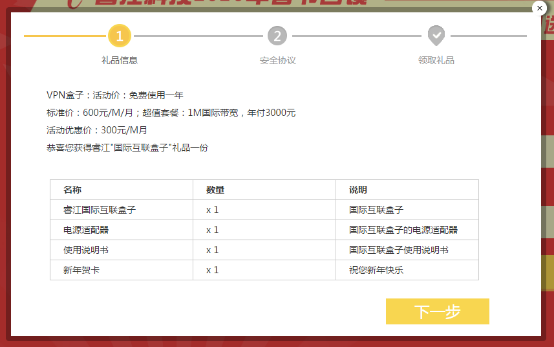 ×
1
2
礼品信息
安全协议
领取礼品
VPN盒子：活动价：免费使用一年
标准价：600元/M/月；超值套餐：1M国际带宽，年付3000元
活动优惠价：300元/M月
恭喜您获得睿江"国际互联盒子"礼品一份
名称 数量 说明
睿江国际互联盒子 x 1 国际互联盒子
电源适配器 x 1 国际互联盒子的电源适配器
使用说明书 x 1 国际互联盒子使用说明书
新年贺卡 x 1 祝您新年快乐
下一步